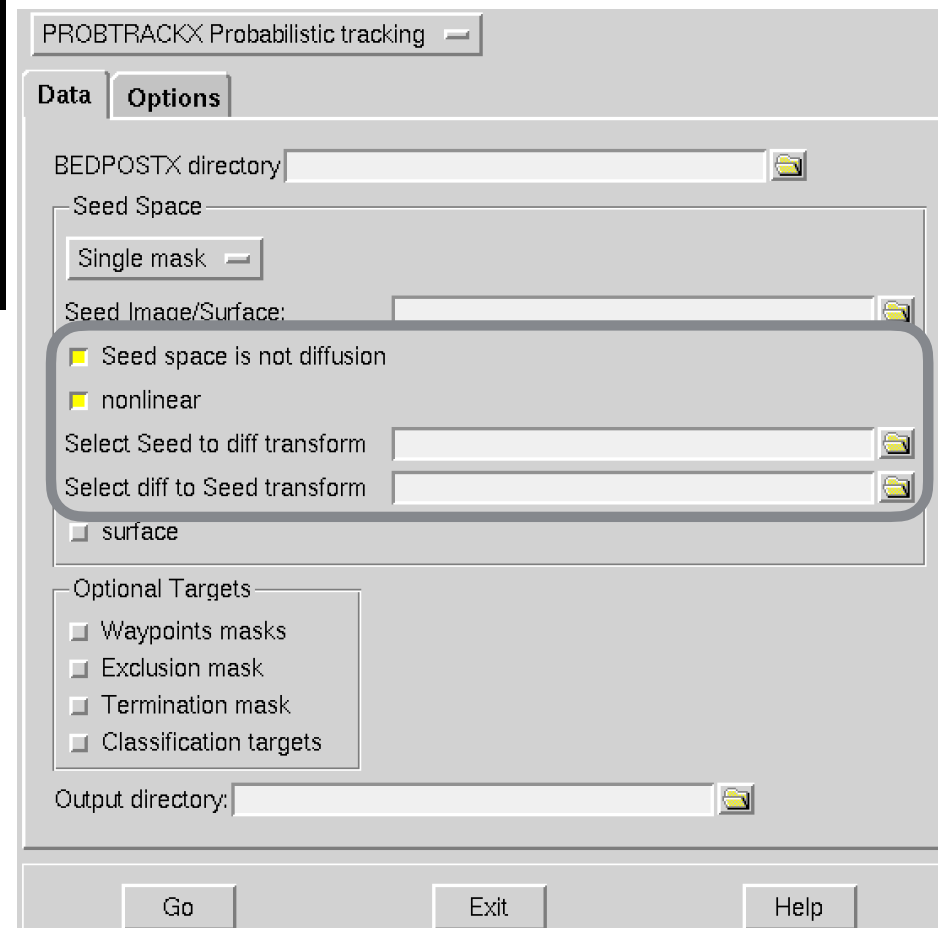 PROBTRACKX Probabilistic tracking
Data Options
BEDPOSTX directory
Seed Space
Single mask
Seed Image/Surface:
Seed space is not diffusion
nonlinear
Select Seed to diff transform
Select diff to Seed transform
surface
Optional Targets
Waypoints masks
Exclusion mask
Termination mask
Classification targets
Output directory:
Go Exit Help